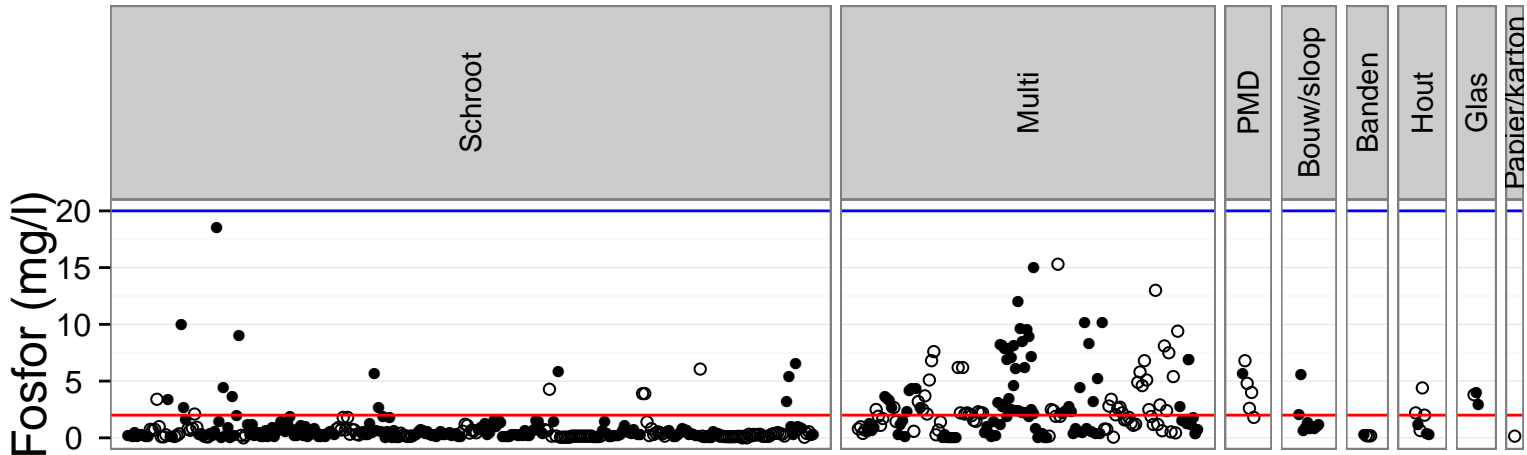 Schroot
Multi
PMD
Bouw/sloop
Banden
Hout
Glas
Papier/karton
Fosfor (mg/l)
20
15
10
5
0